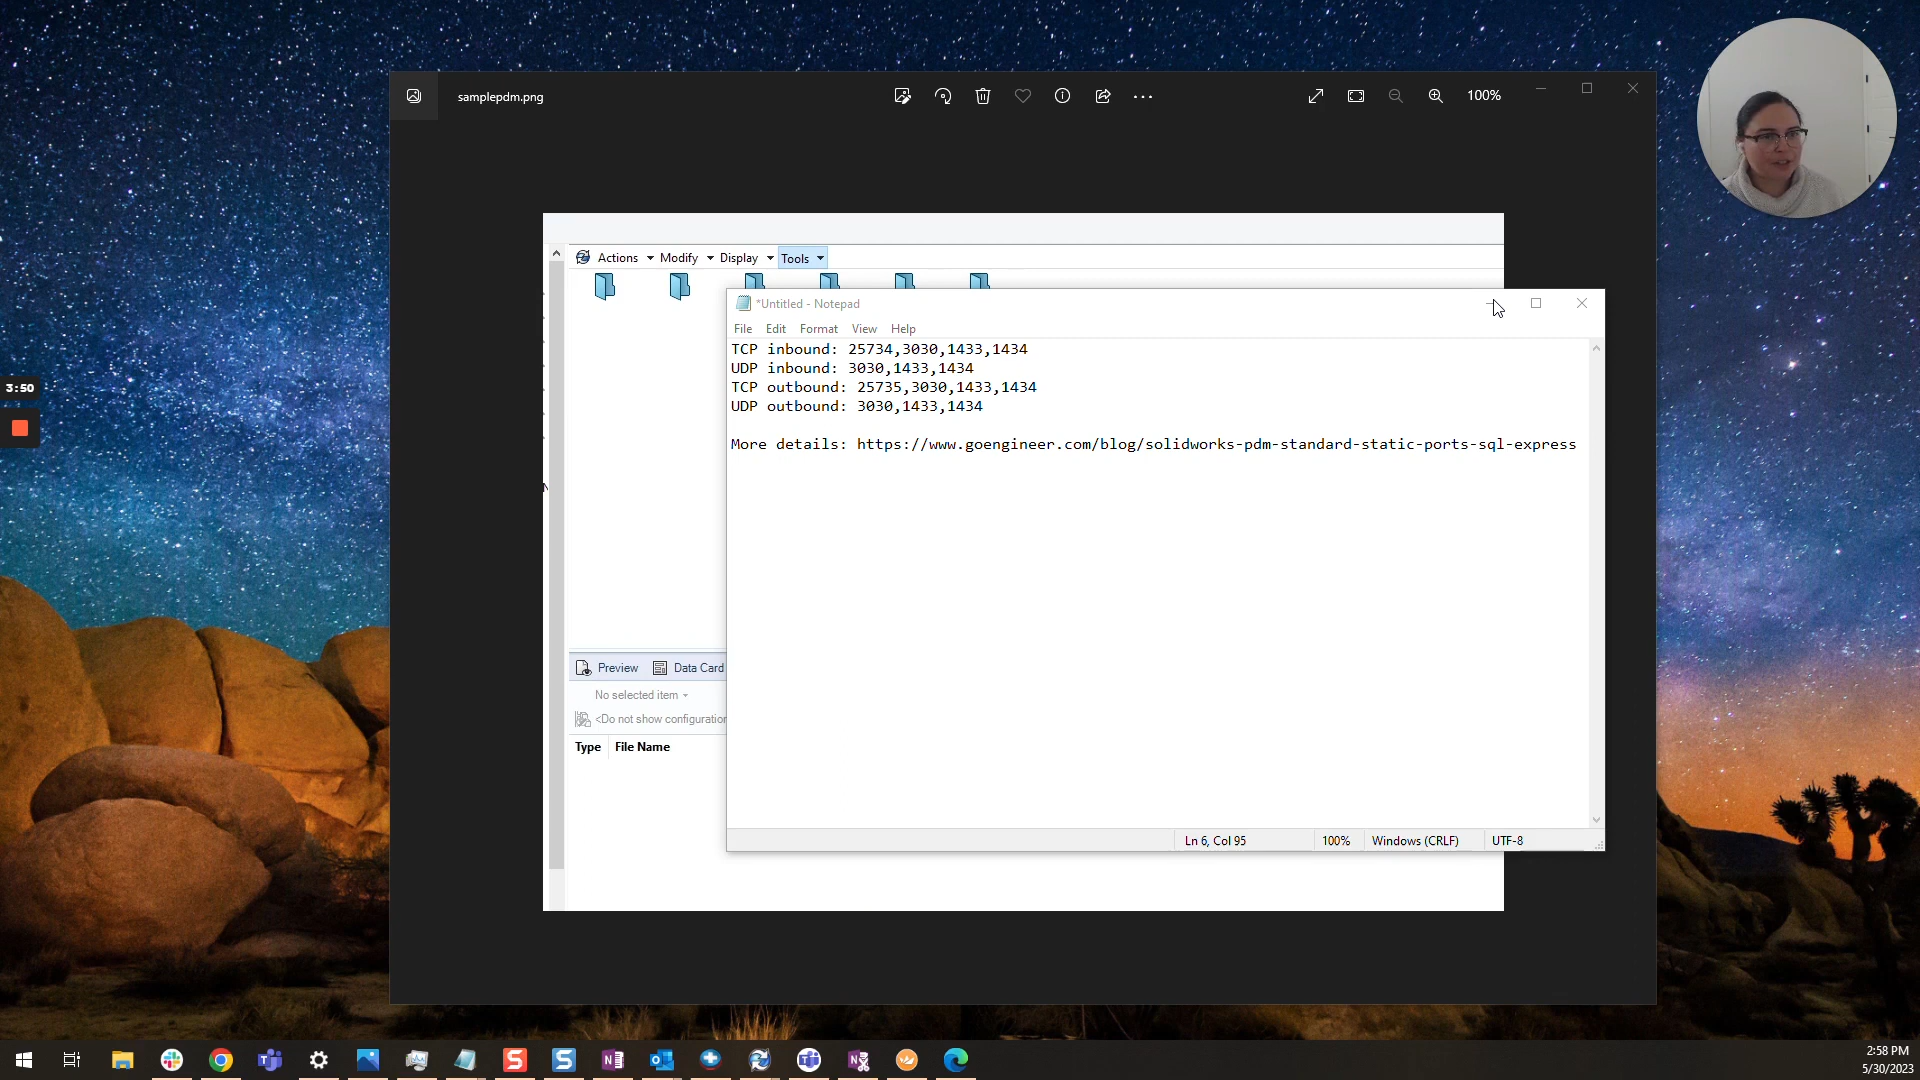 samplepdm.png
100%
Actions Modify Display Tools
*Untitled - Notepad
File Edit Format View Help
TCP inbound: 25734,3030,1433,1434
UDP inbound: 3030,1433,1434
TCP outbound: 25735,3030,1433,1434
UDP outbound: 3030,1433,1434
More details: https://www.goengineer.com/blog/solidworks-pdm-standard-static-ports-sql-express
3:50
Preview Data Card
No selected item
<Do not show configuration
Type File Name
Ln 6, Col 95 100% Windows (CRLF) UTF-8
2:58 PM
5/30/2023